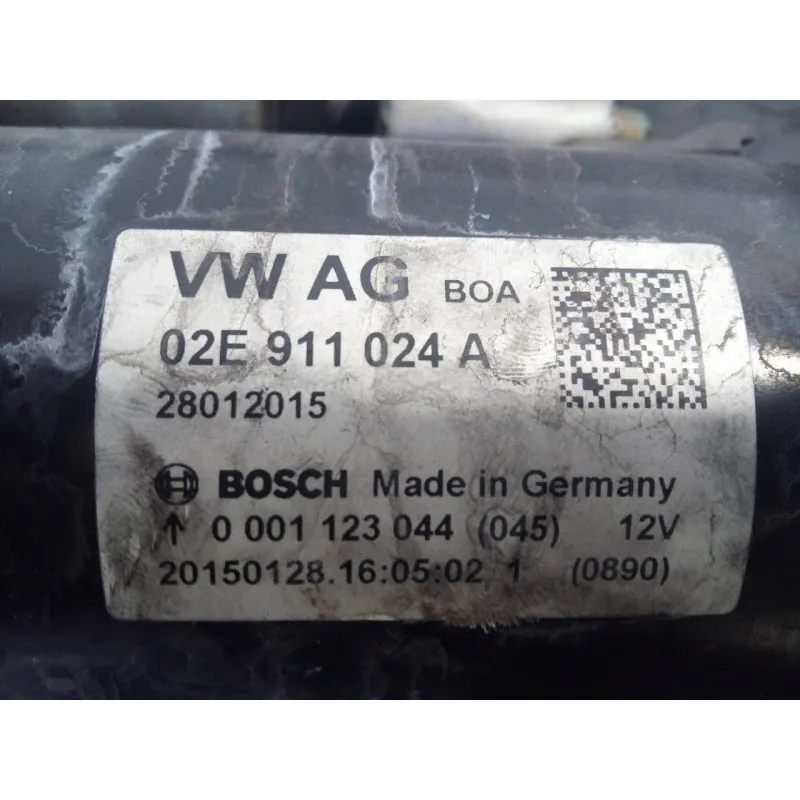 VW AG BOA
02E 911 024 A
28012015
BOSCH Made in Germany
↑ 0 001 123 044 (045) 12V
20150128.16:05:02 1 (0890)